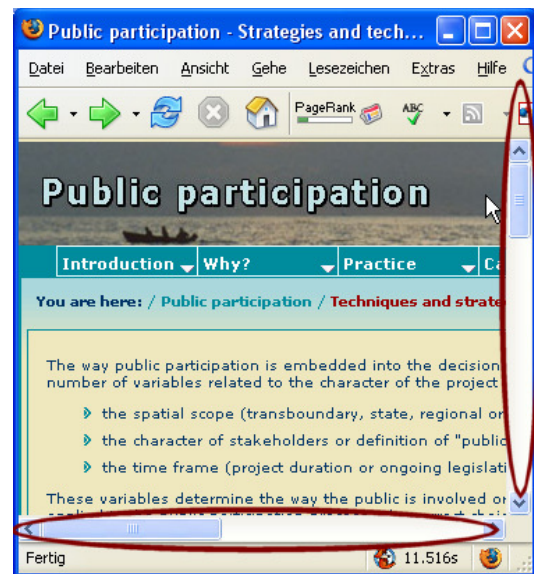 Public participation - Strategies and tech...
Datei Bearbeiten Ansicht Gehe Lesezeichen Extras Hilfe
PageRank ABC
Public participation
Introduction Why? Practice
You are here: / Public participation / Techniques and strate
The way public participation is embedded into the decision
number of variables related to the character of the project
the spatial scope (transboundary, state, regional or
the character of stakeholders or definition of "public
the time frame (project duration or ongoing legislati
These variables determine the way the public is involved or
Fertig 11.516s